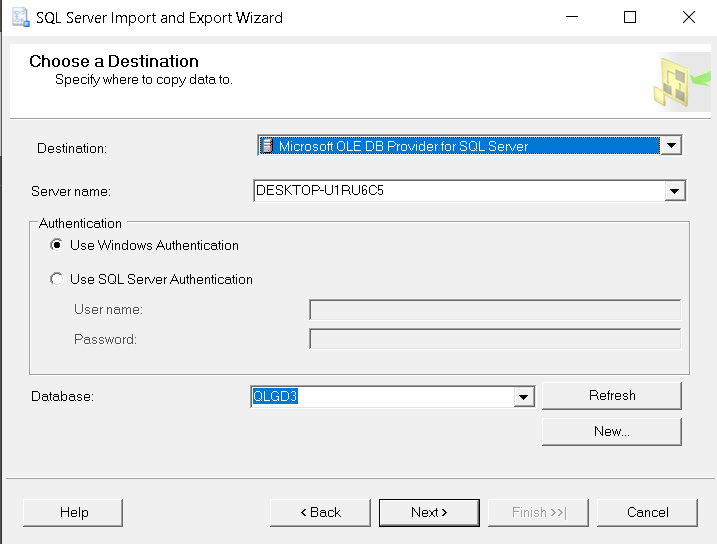 SQL Server Import and Export Wizard
Choose a Destination
Specify where to copy data to.
Destination: Microsoft OLE DB Provider for SQL Server
Server name: DESKTOP-U1RU6C5
Authentication
Use Windows Authentication
Use SQL Server Authentication
User name:
Password:
Database: QLGD3 Refresh
New...
Help < Back Next > Finish >>| Cancel